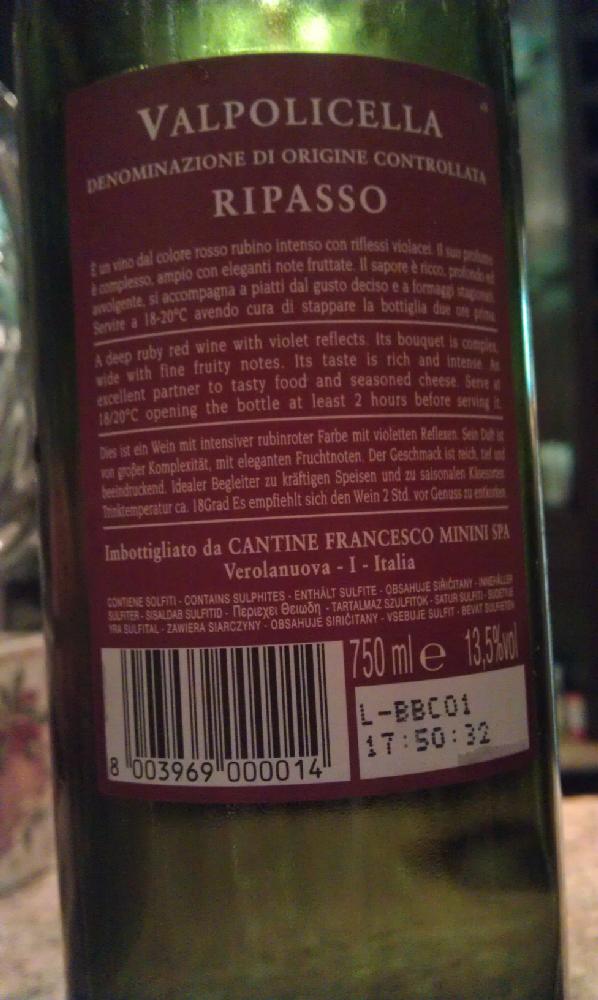 VALPOLICELLA
DENOMINAZIONE DI ORIGINE CONTROLLATA
RIPASSO
È un vino dal colore rosso rubino intenso con riflessi violacei. Il suo profumo
è complesso, ampio con eleganti note fruttate. Il sapore è ricco, profondo ed
avvolgente, si accompagna a piatti dal gusto deciso e a formaggi stagionati.
Servire a 18-20°C avendo cura di stappare la bottiglia due ore prima.
A deep ruby red wine with violet reflects. Its bouquet is complex,
wide with fine fruity notes. Its taste is rich and intense. An
excellent partner to tasty food and seasoned cheese. Serve at
18/20°C opening the bottle at least 2 hours before serving it.
Dies ist ein Wein mit intensiver rubinroter Farbe mit violetten Reflexen. Sein Duft ist
von großer Komplexität, mit eleganten Fruchtnoten. Der Geschmack ist reich, tief und
beeindruckend. Idealer Begleiter zu kräftigen Speisen und zu saisonalen Käsesorten.
Trinktemperatur ca. 18Grad Es empfiehlt sich den Wein 2 Std. vor Genuss zu entkorken.
Imbottigliato da CANTINE FRANCESCO MININI SPA
Verolanuova - I - Italia
CONTIENE SOLFITI - CONTAINS SULPHITES - ENTHÄLT SULFITE - OBSAHUJE SIŘIČITANY - INNEHÅLLER
SULFITER - SISALDAB SULFITID - Περιεχει θειωδη - TARTALMAZ SZULFITOK - SATUR SULFITI - SUDETYJE
YRA SULFITAL - ZAWIERA SIARCZYNY - OBSAHUJE SIRIČITANY - VSEBUJE SULFIT - BEVAT SULFIETEN
750 ml e 13,5%vol
L-BBC01
17:50:32
8 003969 000014